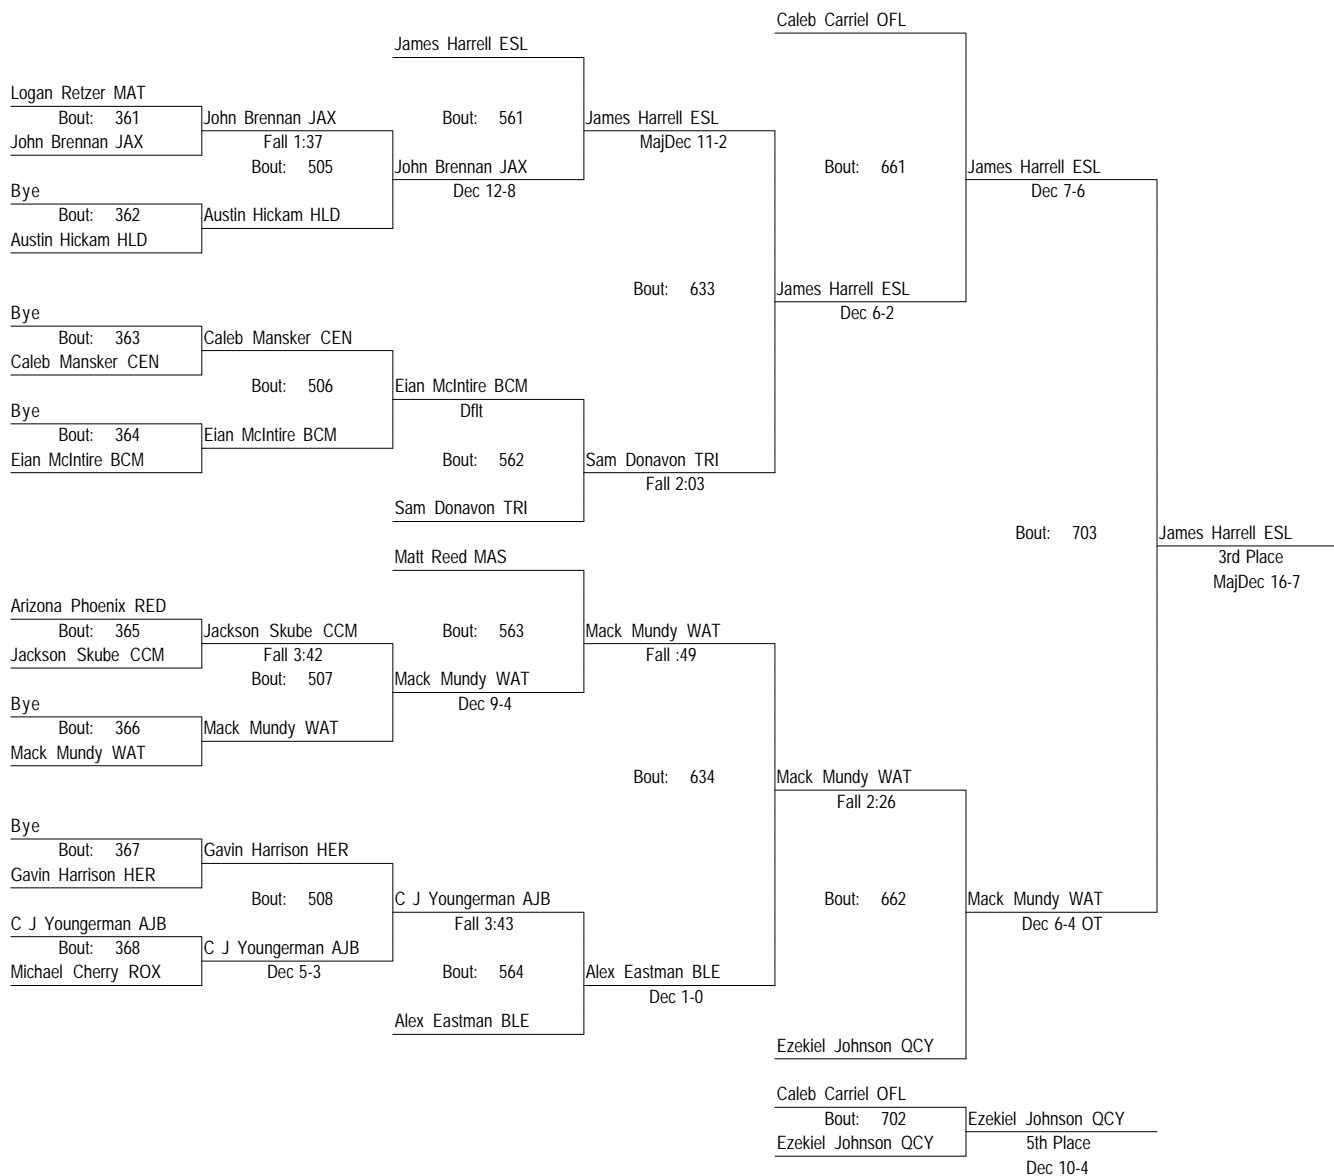 Caleb Carriel OFL
James Harrell ESL
Logan Retzer MAT
Bout: 361
John Brennan JAX
John Brennan JAX
Fall 1:37
Bout: 505
Bout: 561
James Harrell ESL
MajDec 11-2
John Brennan JAX
Dec 12-8
Bout: 661
James Harrell ESL
Dec 7-6
Bye
Bout: 362
Austin Hickam HLD
Austin Hickam HLD
Bout: 633
James Harrell ESL
Dec 6-2
Bye
Bout: 363
Caleb Mansker CEN
Caleb Mansker CEN
Bout: 506
Eian McIntire BCM
Dflt
Bye
Bout: 364
Eian McIntire BCM
Eian McIntire BCM
Bout: 562
Sam Donavon TRI
Fall 2:03
Sam Donavon TRI
Bout: 703
James Harrell ESL
3rd Place
MajDec 16-7
Matt Reed MAS
Arizona Phoenix RED
Bout: 365
Jackson Skube CCM
Jackson Skube CCM
Fall 3:42
Bout: 507
Bout: 563
Mack Mundy WAT
Fall :49
Mack Mundy WAT
Dec 9-4
Bye
Bout: 366
Mack Mundy WAT
Mack Mundy WAT
Bout: 634
Mack Mundy WAT
Fall 2:26
Bye
Bout: 367
Gavin Harrison HER
Gavin Harrison HER
Bout: 508
C J Youngerman AJB
Fall 3:43
Bout: 662
Mack Mundy WAT
Dec 6-4 OT
C J Youngerman AJB
Bout: 368
Michael Cherry ROX
C J Youngerman AJB
Dec 5-3
Bout: 564
Alex Eastman BLE
Dec 1-0
Alex Eastman BLE
Ezekiel Johnson QCY
Caleb Carriel OFL
Bout: 702
Ezekiel Johnson QCY
Ezekiel Johnson QCY
5th Place
Dec 10-4